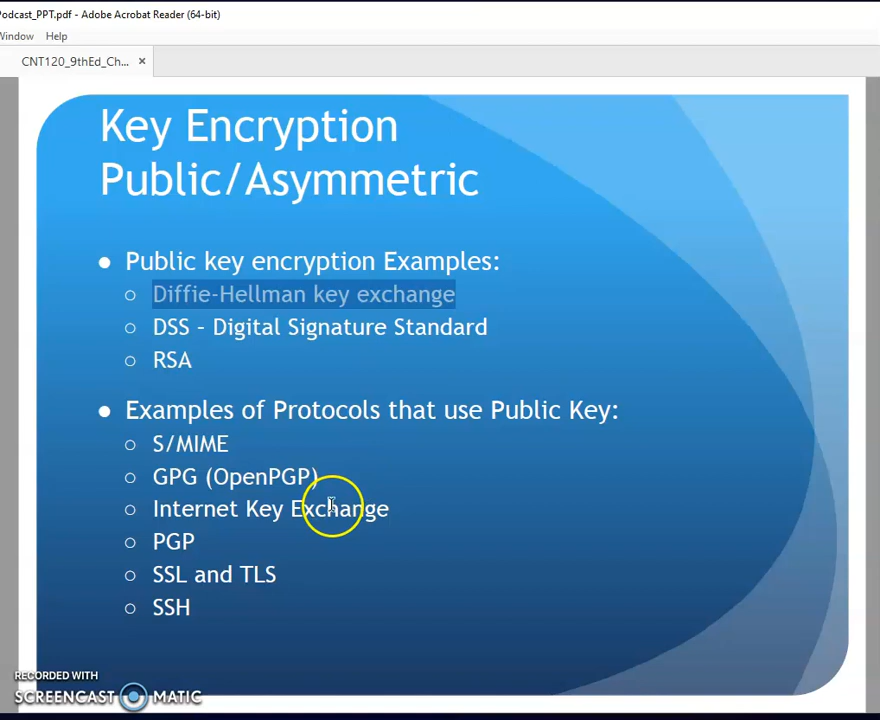 Podcast_PPT.pdf - Adobe Acrobat Reader (64-bit)
Window Help
CNT120_9thEd_Ch... ×
Key Encryption
Public/Asymmetric
● Public key encryption Examples:
○ Diffie-Hellman key exchange
○ DSS – Digital Signature Standard
○ RSA
● Examples of Protocols that use Public Key:
○ S/MIME
○ GPG (OpenPGP)
○ Internet Key Exchange
○ PGP
○ SSL and TLS
○ SSH
RECORDED WITH
SCREENCAST MATIC